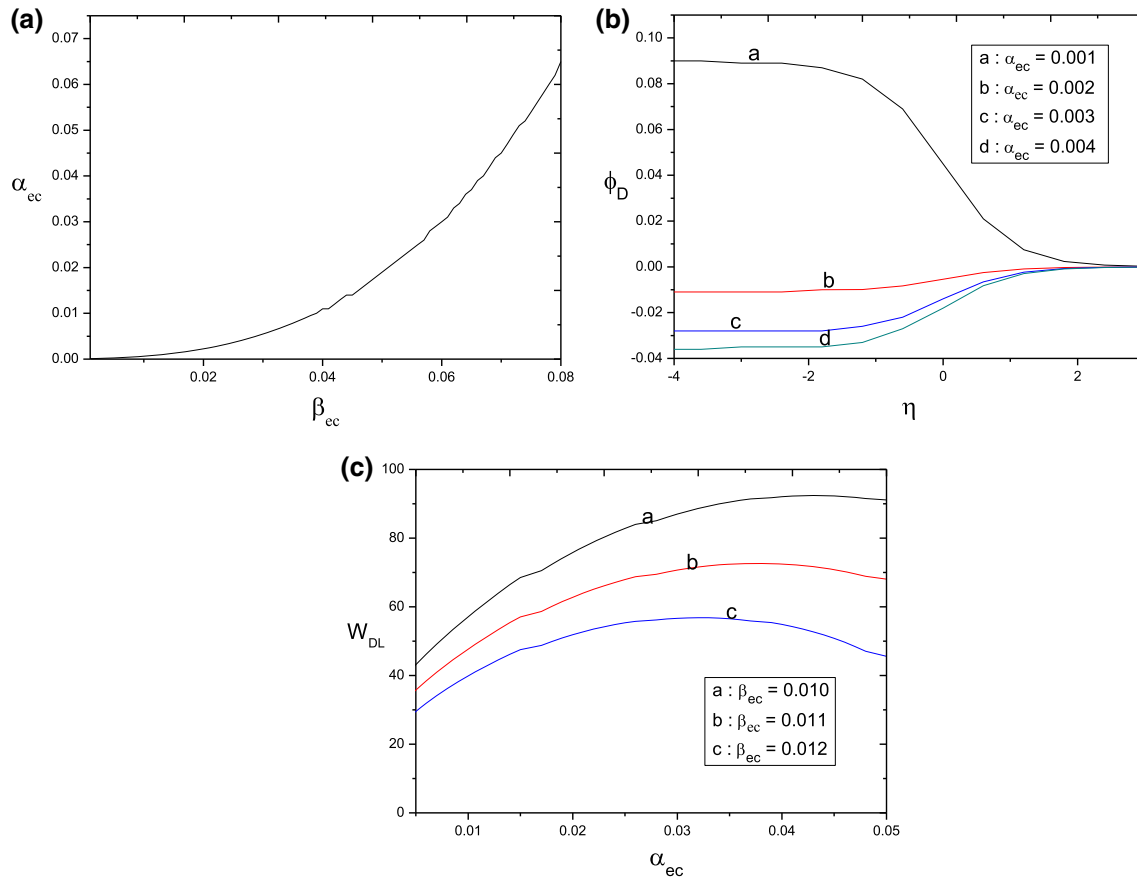 (a)
0.07
0.06
0.05
0.04
0.03
0.02
0.01
0.00
α_ec
0.02 0.04 0.06 0.08
β_ec
(b)
0.10
0.08
0.06
0.04
0.02
0.00
-0.02
-0.04
ϕ_D
a
b
c
d
a : α_ec = 0.001
b : α_ec = 0.002
c : α_ec = 0.003
d : α_ec = 0.004
-4 -2 0 2
η
(c)
100
80
60
40
20
0
W_DL
a
b
c
a : β_ec = 0.010
b : β_ec = 0.011
c : β_ec = 0.012
0.01 0.02 0.03 0.04 0.05
α_ec